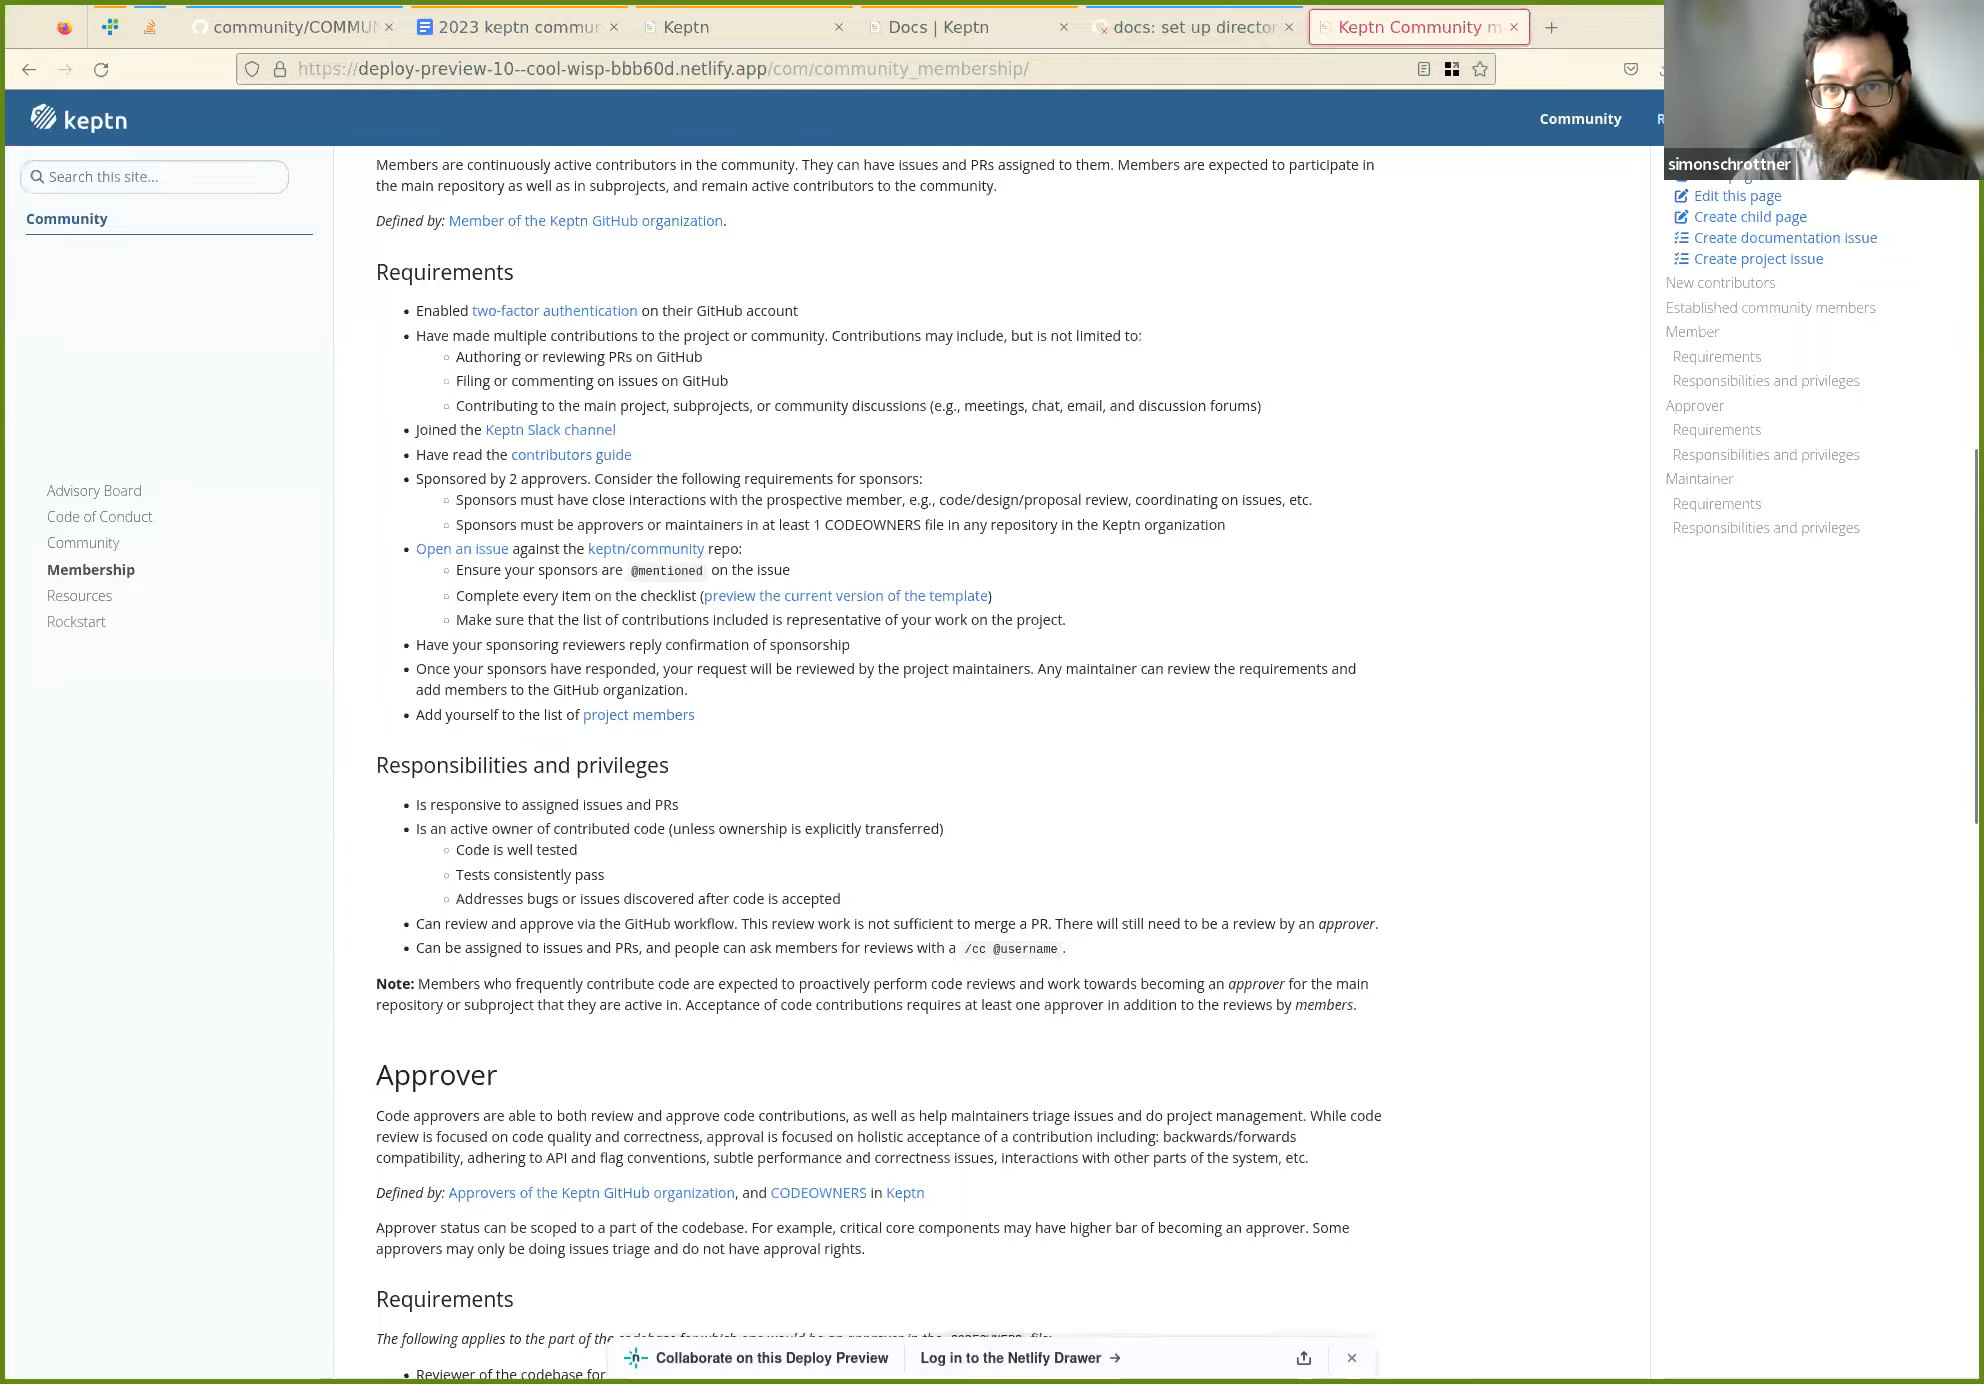 community/COMMUN
2023 keptn commur
Keptn
Docs | Keptn
docs: set up director
Keptn Community m
https://deploy-preview-10--cool-wisp-bbb60d.netlify.app/com/community_membership/
keptn
Community
simonschrottner
Search this site...
Community
Advisory Board
Code of Conduct
Community
Membership
Resources
Rockstart
Members are continuously active contributors in the community. They can have issues and PRs assigned to them. Members are expected to participate in
the main repository as well as in subprojects, and remain active contributors to the community.
Defined by: Member of the Keptn GitHub organization.
Requirements
Enabled two-factor authentication on their GitHub account
Have made multiple contributions to the project or community. Contributions may include, but is not limited to:
Authoring or reviewing PRs on GitHub
Filing or commenting on issues on GitHub
Contributing to the main project, subprojects, or community discussions (e.g., meetings, chat, email, and discussion forums)
Joined the Keptn Slack channel
Have read the contributors guide
Sponsored by 2 approvers. Consider the following requirements for sponsors:
Sponsors must have close interactions with the prospective member, e.g., code/design/proposal review, coordinating on issues, etc.
Sponsors must be approvers or maintainers in at least 1 CODEOWNERS file in any repository in the Keptn organization
Open an issue against the keptn/community repo:
Ensure your sponsors are @mentioned on the issue
Complete every item on the checklist (preview the current version of the template)
Make sure that the list of contributions included is representative of your work on the project.
Have your sponsoring reviewers reply confirmation of sponsorship
Once your sponsors have responded, your request will be reviewed by the project maintainers. Any maintainer can review the requirements and
add members to the GitHub organization.
Add yourself to the list of project members
Responsibilities and privileges
Is responsive to assigned issues and PRs
Is an active owner of contributed code (unless ownership is explicitly transferred)
Code is well tested
Tests consistently pass
Addresses bugs or issues discovered after code is accepted
Can review and approve via the GitHub workflow. This review work is not sufficient to merge a PR. There will still need to be a review by an approver.
Can be assigned to issues and PRs, and people can ask members for reviews with a /cc @username.
Note: Members who frequently contribute code are expected to proactively perform code reviews and work towards becoming an approver for the main
repository or subproject that they are active in. Acceptance of code contributions requires at least one approver in addition to the reviews by members.
Approver
Code approvers are able to both review and approve code contributions, as well as help maintainers triage issues and do project management. While code
review is focused on code quality and correctness, approval is focused on holistic acceptance of a contribution including: backwards/forwards
compatibility, adhering to API and flag conventions, subtle performance and correctness issues, interactions with other parts of the system, etc.
Defined by: Approvers of the Keptn GitHub organization, and CODEOWNERS in Keptn
Approver status can be scoped to a part of the codebase. For example, critical core components may have higher bar of becoming an approver. Some
approvers may only be doing issues triage and do not have approval rights.
Requirements
The following applies to the part of the
Reviewer of the codebase for
Collaborate on this Deploy Preview
Log in to the Netlify Drawer →
Edit this page
Create child page
Create documentation issue
Create project issue
New contributors
Established community members
Member
Requirements
Responsibilities and privileges
Approver
Requirements
Responsibilities and privileges
Maintainer
Requirements
Responsibilities and privileges